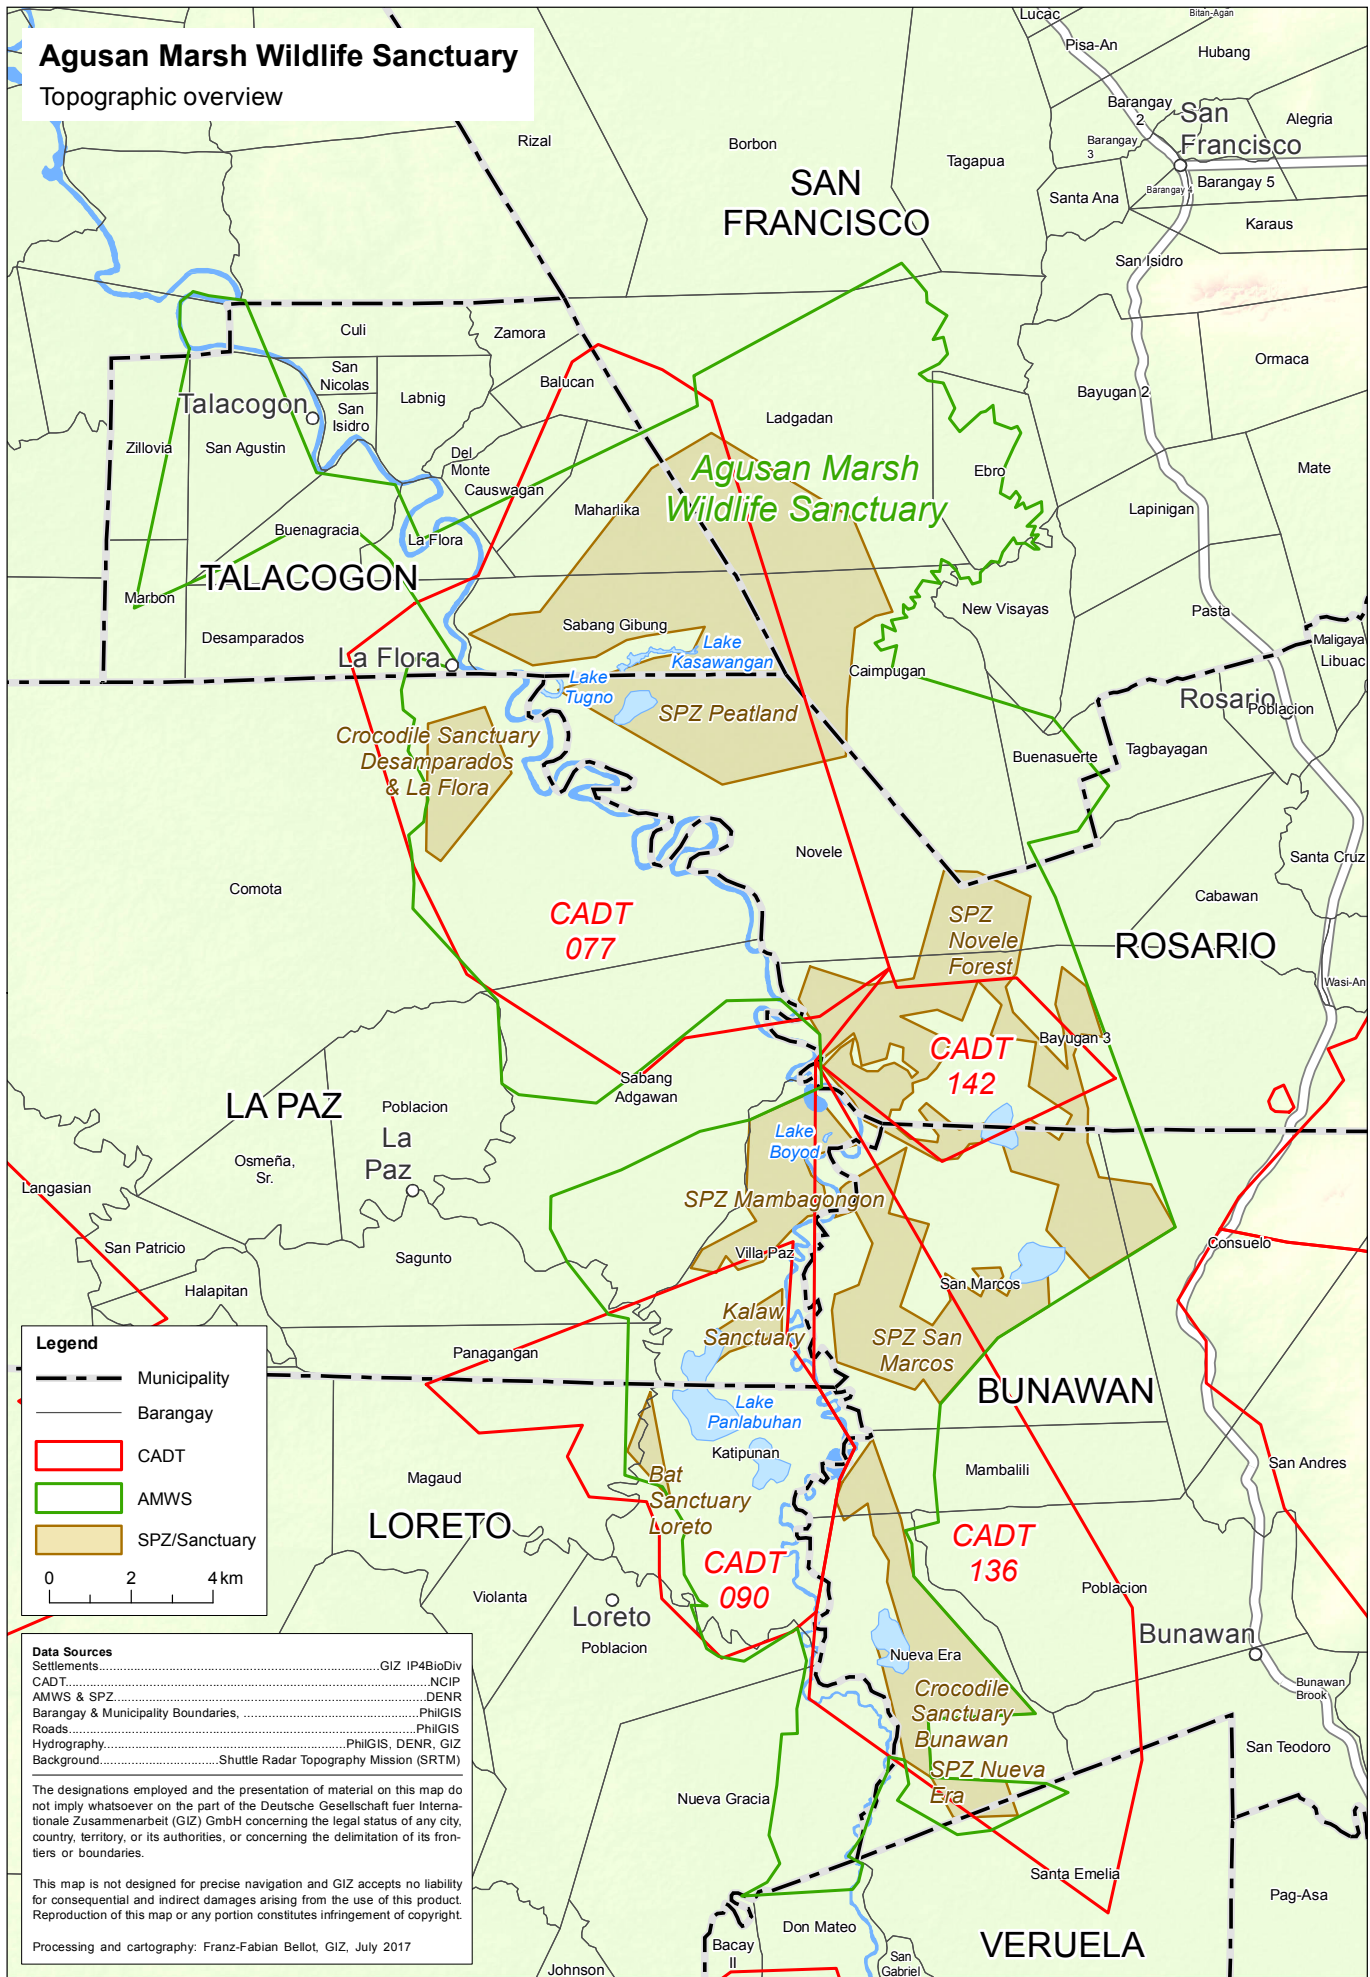 Agusan Marsh Wildlife Sanctuary
Topographic overview
Lucac
Bitan-Agan
Pisa-An
Hubang
Barangay
2
San
Francisco
Alegria
Barangay
3
Barangay 4
Barangay 5
Santa Ana
Karaus
San Isidro
Rizal
Borbon
Tagapua
SAN
FRANCISCO
Culi
Zamora
San
Nicolas
Labnig
Balucan
Talacogon
San
Isidro
Ladgadan
Bayugan 2
Ormaca
Zillovia
San Agustin
Del
Monte
Causwagan
Agusan Marsh
Wildlife Sanctuary
Ebro
Mate
Maharlika
Lapinigan
Buenagracia
La Flora
TALACOGON
Marbon
Desamparados
Sabang Gibung
New Visayas
Pasta
Maligaya
Libuac
La Flora
Lake
Kasawangan
Lake
Tugno
Caimpugan
Rosario
Poblacion
SPZ Peatland
Crocodile Sanctuary
Desamparados
& La Flora
Buenasuerte
Tagbayagan
Novele
Santa Cruz
Comota
Cabawan
CADT
077
SPZ
Novele
Forest
ROSARIO
Wasi-An
CADT
142
Bayugan 3
Sabang
Adgawan
LA PAZ
Poblacion
La
Paz
Osmeña,
Sr.
Lake
Boyod
Langasian
SPZ Mambagongon
San Patricio
Sagunto
Villa Paz
Consuelo
Halapitan
San Marcos
Kalaw
Sanctuary
SPZ San
Marcos
Panagangan
BUNAWAN
Lake
Panlabuhan
Katipunan
Magaud
Bat
Sanctuary
Loreto
Mambalili
San Andres
LORETO
CADT
136
CADT
090
Violanta
Loreto
Poblacion
Poblacion
Bunawan
Nueva Era
Crocodile
Sanctuary
Bunawan
Bunawan
Brook
SPZ Nueva
Era
San Teodoro
Nueva Gracia
Santa Emelia
Pag-Asa
Don Mateo
VERUELA
Bacay
II
San
Gabriel
Johnson
Legend
Municipality
Barangay
CADT
AMWS
SPZ/Sanctuary
0 2 4 km
Data Sources
Settlements....................GIZ IP4BioDiv
CADT....................NCIP
AMWS & SPZ....................DENR
Barangay & Municipality Boundaries, ....................PhilGIS
Roads....................PhilGIS
Hydrography....................PhilGIS, DENR, GIZ
Background....................Shuttle Radar Topography Mission (SRTM)
The designations employed and the presentation of material on this map do
not imply whatsoever on the part of the Deutsche Gesellschaft fuer Interna-
tionale Zusammenarbeit (GIZ) GmbH concerning the legal status of any city,
country, territory, or its authorities, or concerning the delimitation of its fron-
tiers or boundaries.
This map is not designed for precise navigation and GIZ accepts no liability
for consequential and indirect damages arising from the use of this product.
Reproduction of this map or any portion constitutes infringement of copyright.
Processing and cartography: Franz-Fabian Bellot, GIZ, July 2017